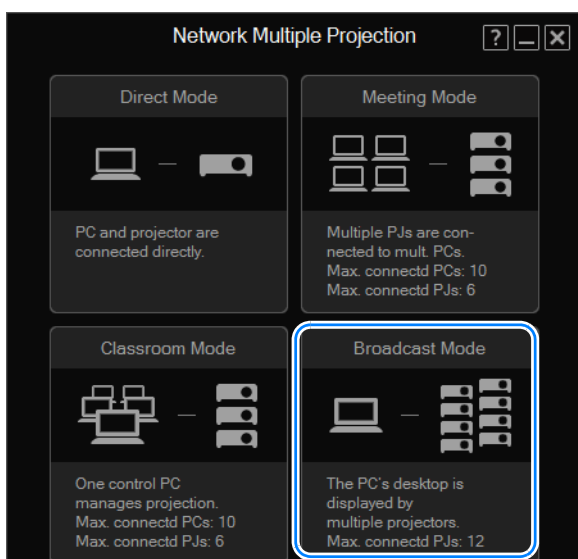 Network Multiple Projection
?
Direct Mode
PC and projector are
connected directly.
Meeting Mode
Multiple PJs are con-
nected to mult. PCs.
Max. connectd PCs: 10
Max. connectd PJs: 6
Classroom Mode
One control PC
manages projection.
Max. connectd PCs: 10
Max. connectd PJs: 6
Broadcast Mode
The PC's desktop is
displayed by
multiple projectors.
Max. connectd PJs: 12